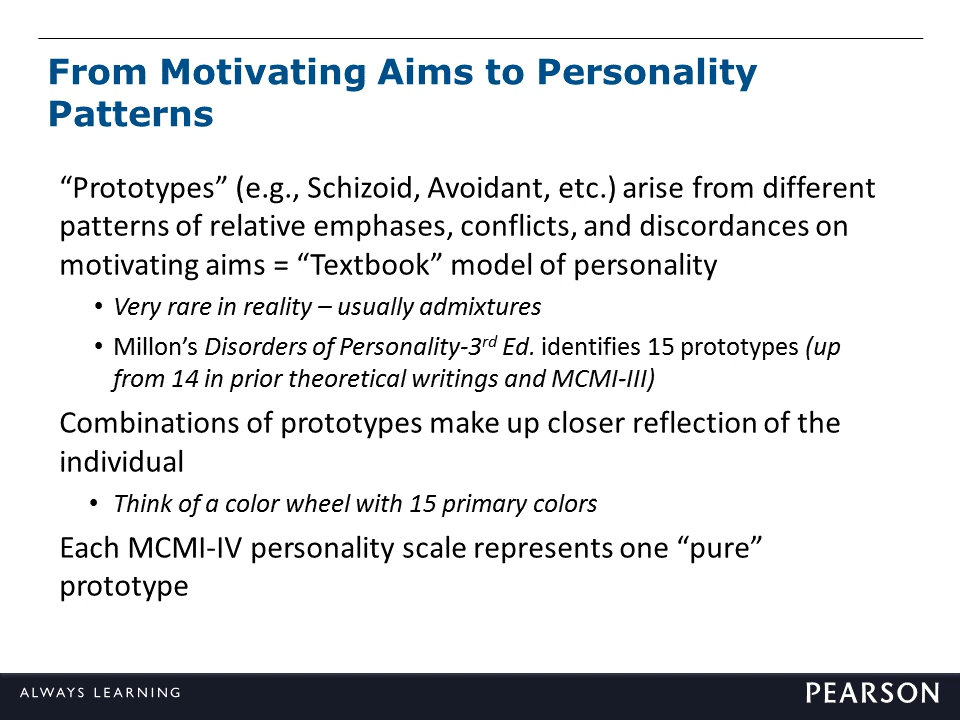 From Motivating Aims to Personality
Patterns
“Prototypes” (e.g., Schizoid, Avoidant, etc.) arise from different
patterns of relative emphases, conflicts, and discordances on
motivating aims = “Textbook” model of personality
• Very rare in reality – usually admixtures
• Millon’s Disorders of Personality-3rd Ed. identifies 15 prototypes (up
from 14 in prior theoretical writings and MCMI-III)
Combinations of prototypes make up closer reflection of the
individual
• Think of a color wheel with 15 primary colors
Each MCMI-IV personality scale represents one “pure”
prototype
ALWAYS LEARNING
PEARSON